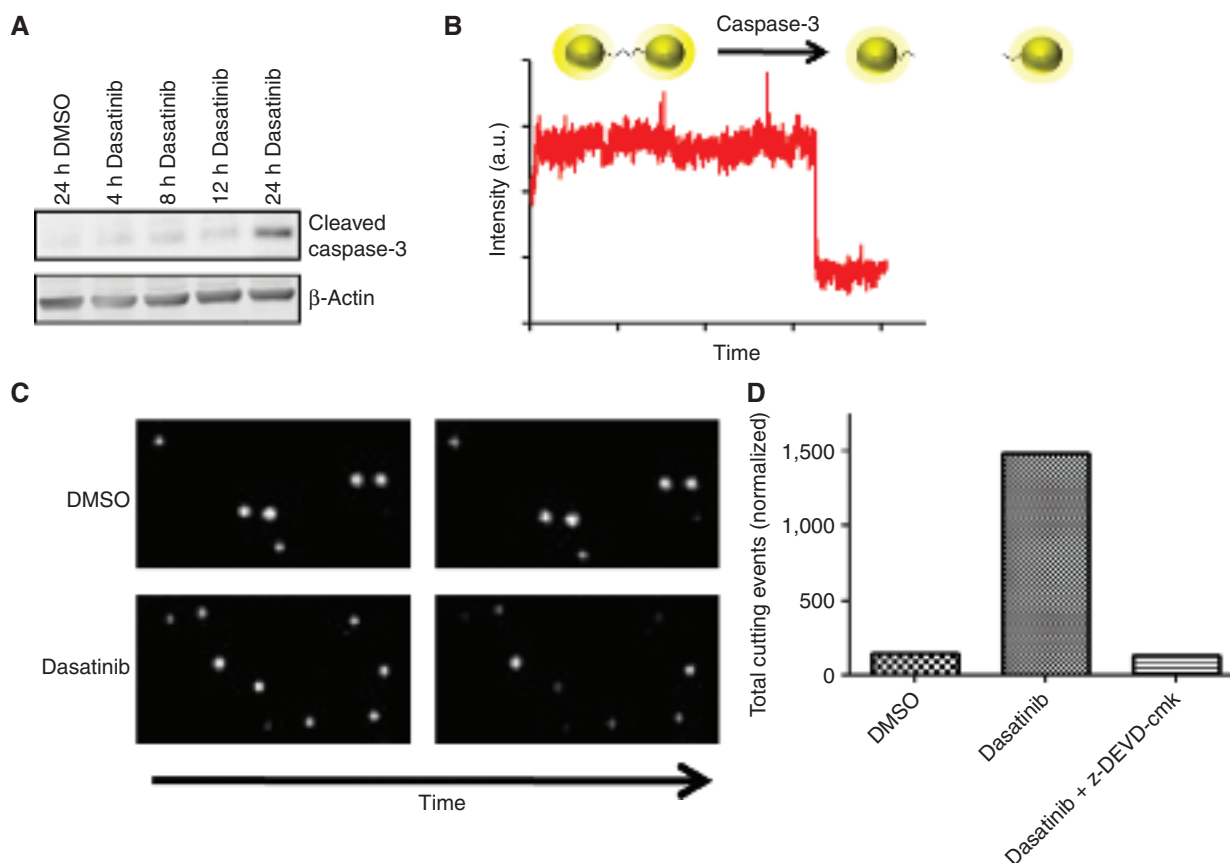 A
24 h DMSO
4 h Dasatinib
8 h Dasatinib
12 h Dasatinib
24 h Dasatinib
Cleaved
caspase-3
β-Actin
B
Caspase-3
Intensity (a.u.)
Time
C
DMSO
Dasatinib
Time
D
Total cutting events (normalized)
1,500
1,000
500
0
DMSO
Dasatinib
Dasatinib + z-DEVD-cmk